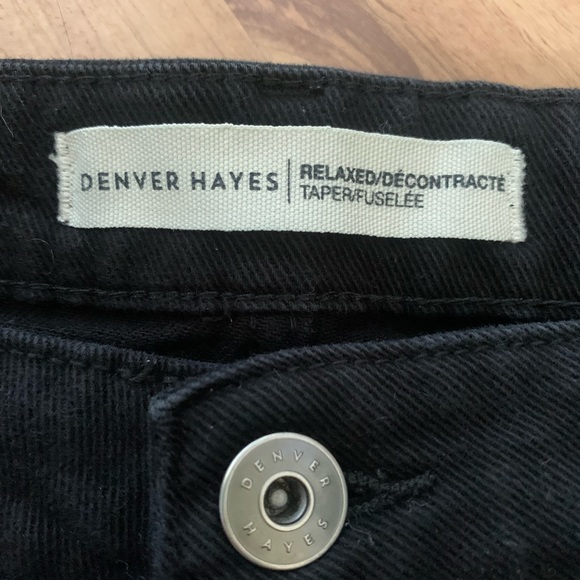 DENVER HAYES
RELAXED/DÉCONTRACTÉ
TAPER/FUSELÉE
DENVER
HAYES